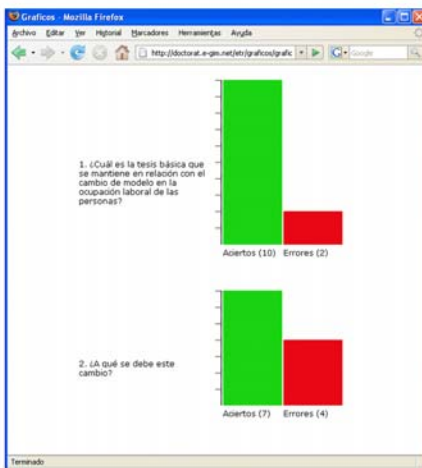 Graficos - Mozilla Firefox
Archivo Editar Ver Historial Marcadores Herramientas Ayuda
http://doctorat.e-gim.net/etr/graficos/grafic
Google
1. ¿Cuál es la tesis básica que
se mantiene en relación con el
cambio de modelo en la
ocupación laboral de las
personas?
Aciertos (10) Errores (2)
2. ¿A qué se debe este
cambio?
Aciertos (7) Errores (4)
Terminado